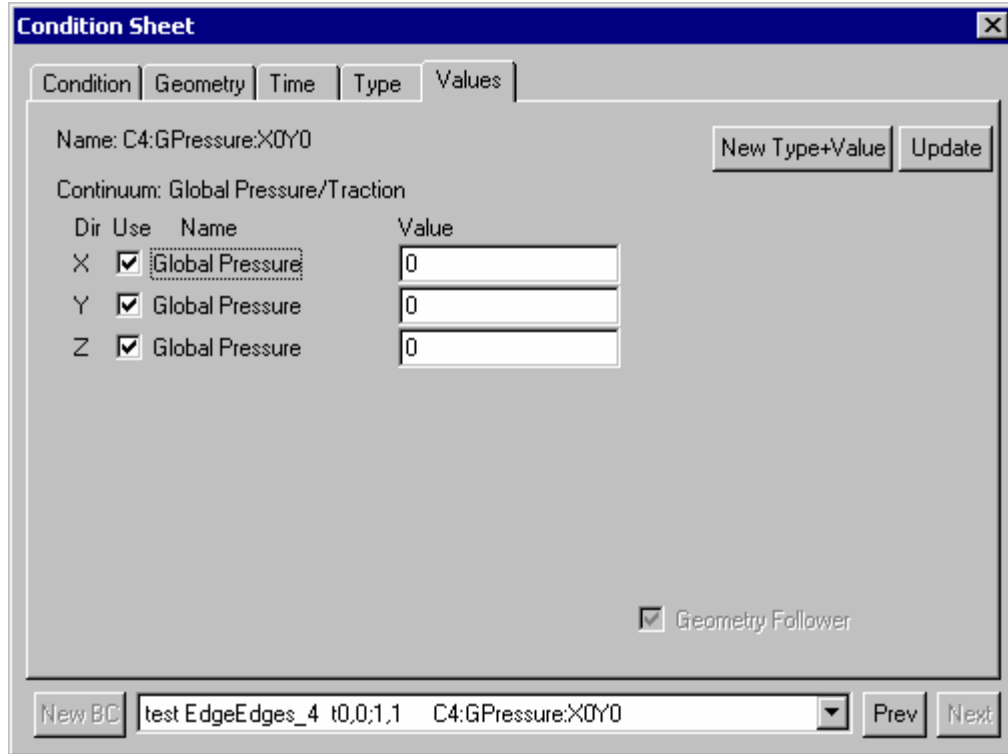 Condition Sheet
Condition Geometry Time Type Values
Name: C4:GPressure:X0Y0 New Type+Value Update
Continuum: Global Pressure/Traction
Dir Use Name Value
X Global Pressure 0
Y Global Pressure 0
Z Global Pressure 0
Geometry Follower
New BC test EdgeEdges_4 t0,0;1,1 C4:GPressure:X0Y0 Prev Next